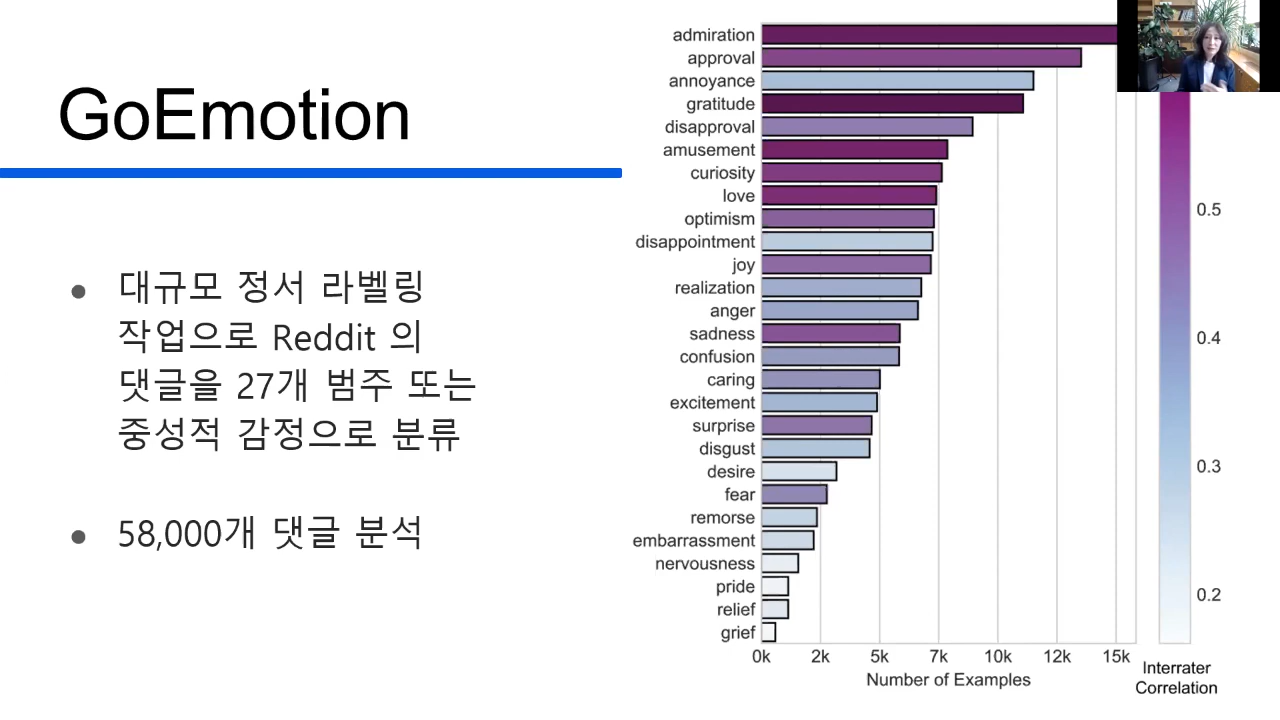 GoEmotion
대규모 정서 라벨링
작업으로 Reddit 의
댓글을 27개 범주 또는
중성적 감정으로 분류
58,000개 댓글 분석
admiration
approval
annoyance
gratitude
disapproval
amusement
curiosity
love
optimism
disappointment
joy
realization
anger
sadness
confusion
caring
excitement
surprise
disgust
desire
fear
remorse
embarrassment
nervousness
pride
relief
grief
0k 2k 5k 7k 10k 12k 15k
Number of Examples
0.5
0.4
0.3
0.2
Interrater
Correlation